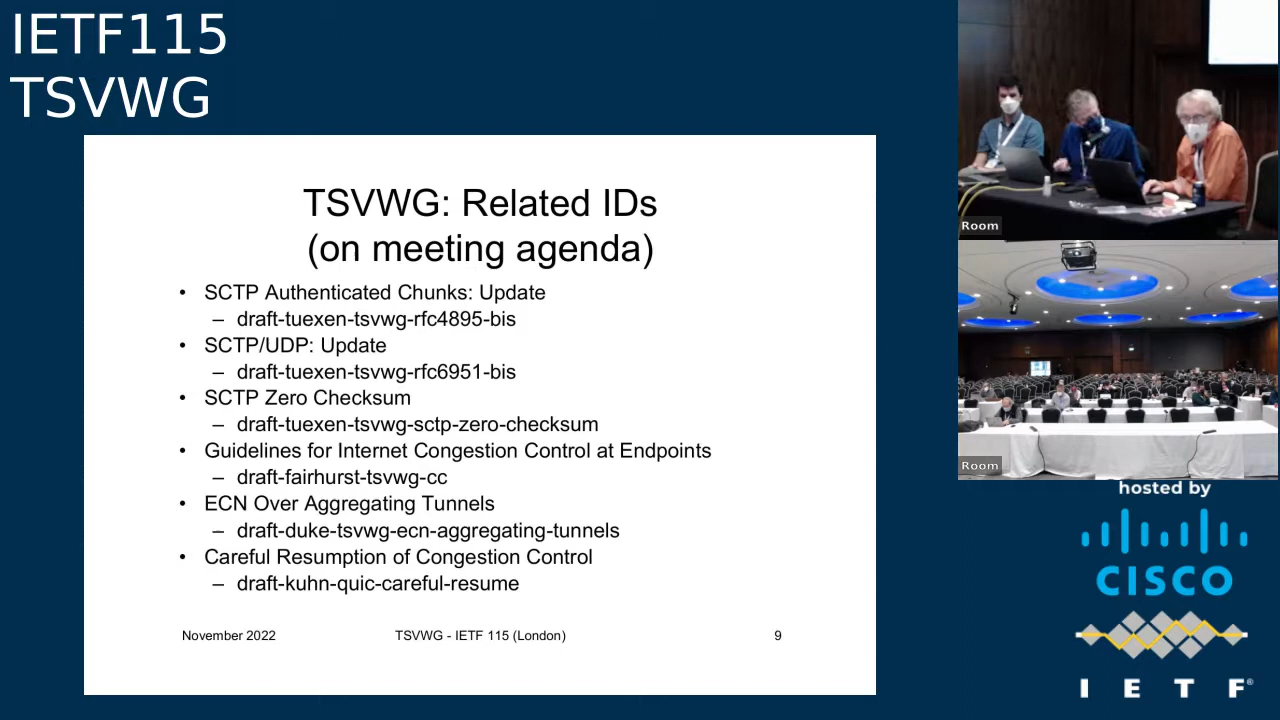 IETF115
TSVWG
TSVWG: Related IDs
(on meeting agenda)
• SCTP Authenticated Chunks: Update
– draft-tuexen-tsvwg-rfc4895-bis
• SCTP/UDP: Update
– draft-tuexen-tsvwg-rfc6951-bis
• SCTP Zero Checksum
– draft-tuexen-tsvwg-sctp-zero-checksum
• Guidelines for Internet Congestion Control at Endpoints
– draft-fairhurst-tsvwg-cc
• ECN Over Aggregating Tunnels
– draft-duke-tsvwg-ecn-aggregating-tunnels
• Careful Resumption of Congestion Control
– draft-kuhn-quic-careful-resume
November 2022 TSVWG - IETF 115 (London) 9
Room
Room
hosted by
CISCO
I E T F®